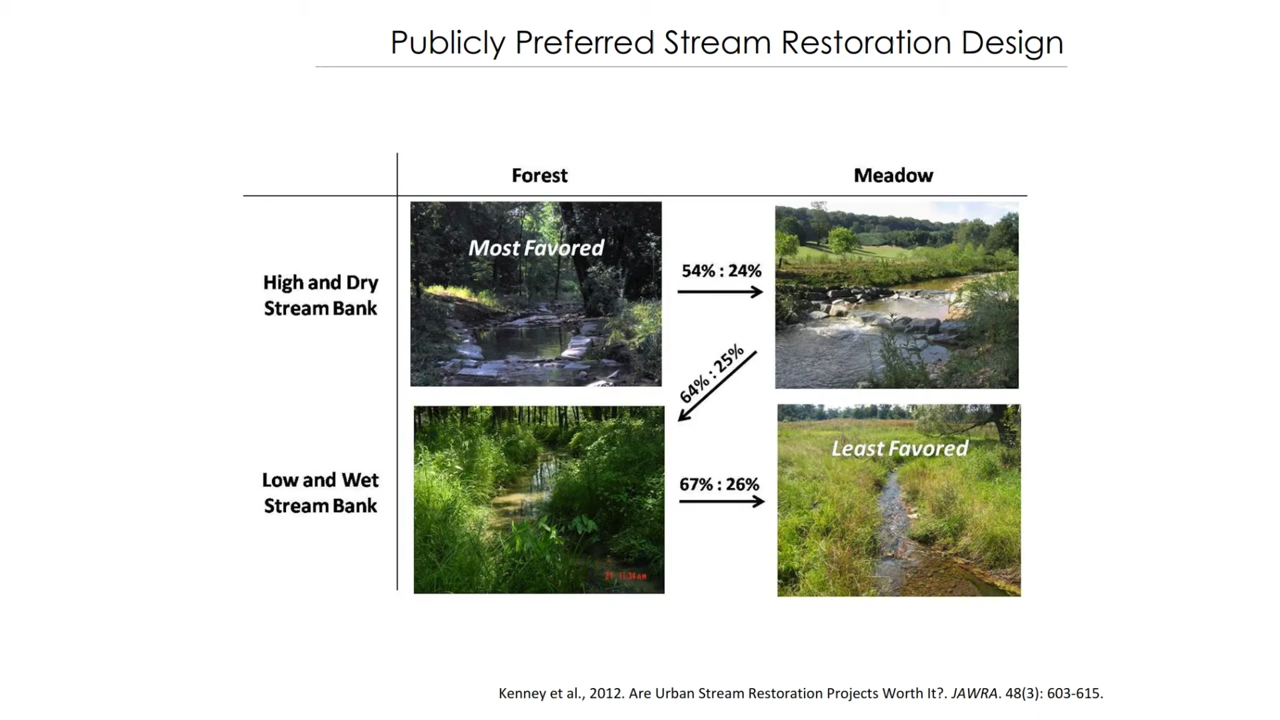 Publicly Preferred Stream Restoration Design
Forest
Meadow
High and Dry
Stream Bank
Most Favored
54% : 24%
64% : 25%
Low and Wet
Stream Bank
67% : 26%
Least Favored
Kenney et al., 2012. Are Urban Stream Restoration Projects Worth It?. JAWRA. 48(3): 603-615.